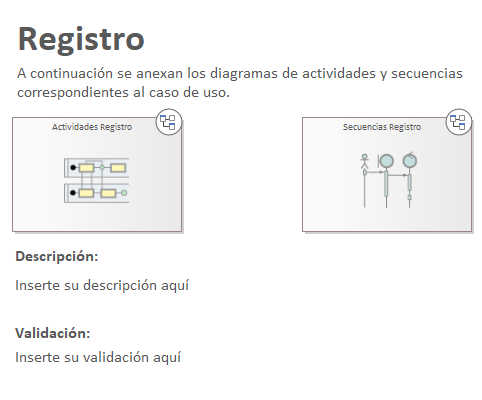 Registro
A continuación se anexan los diagramas de actividades y secuencias
correspondientes al caso de uso.
Actividades Registro
Secuencias Registro
Descripción:
Inserte su descripción aquí
Validación:
Inserte su validación aquí